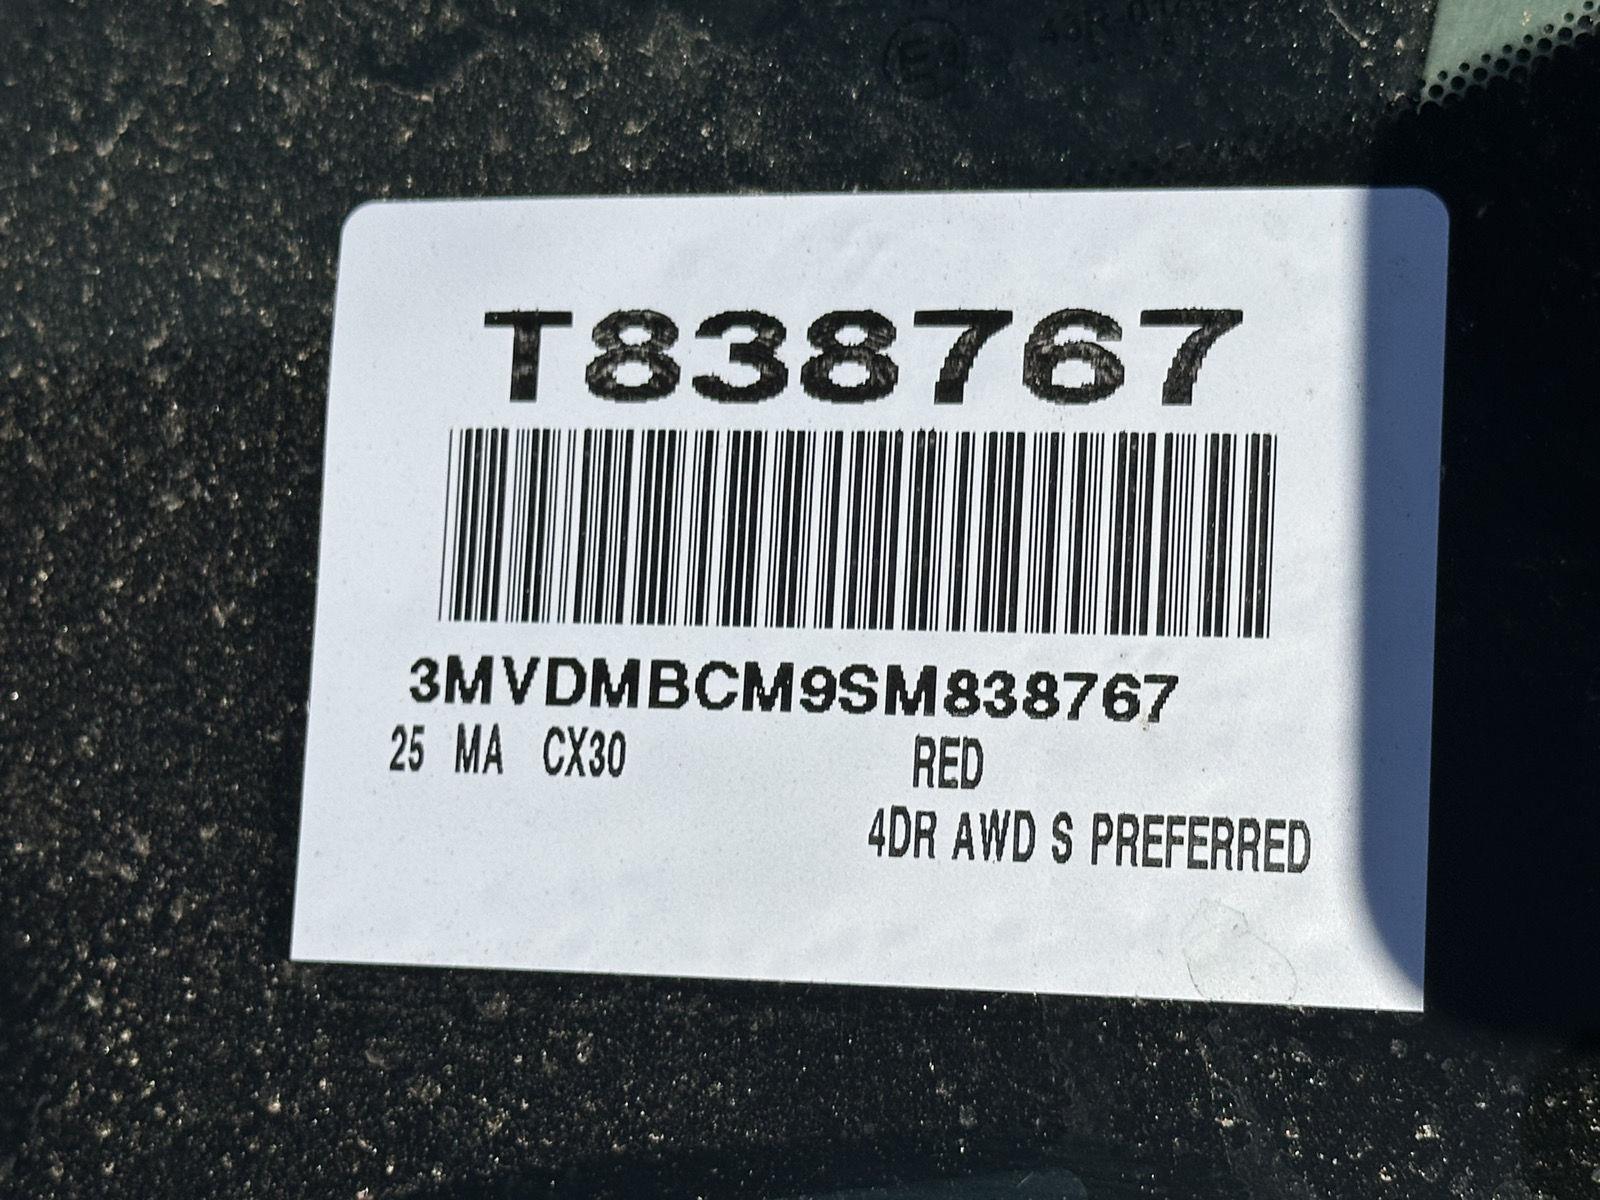 T838767
3MVDMBCM9SM838767
25 MA CX30 RED
4DR AWD S PREFERRED